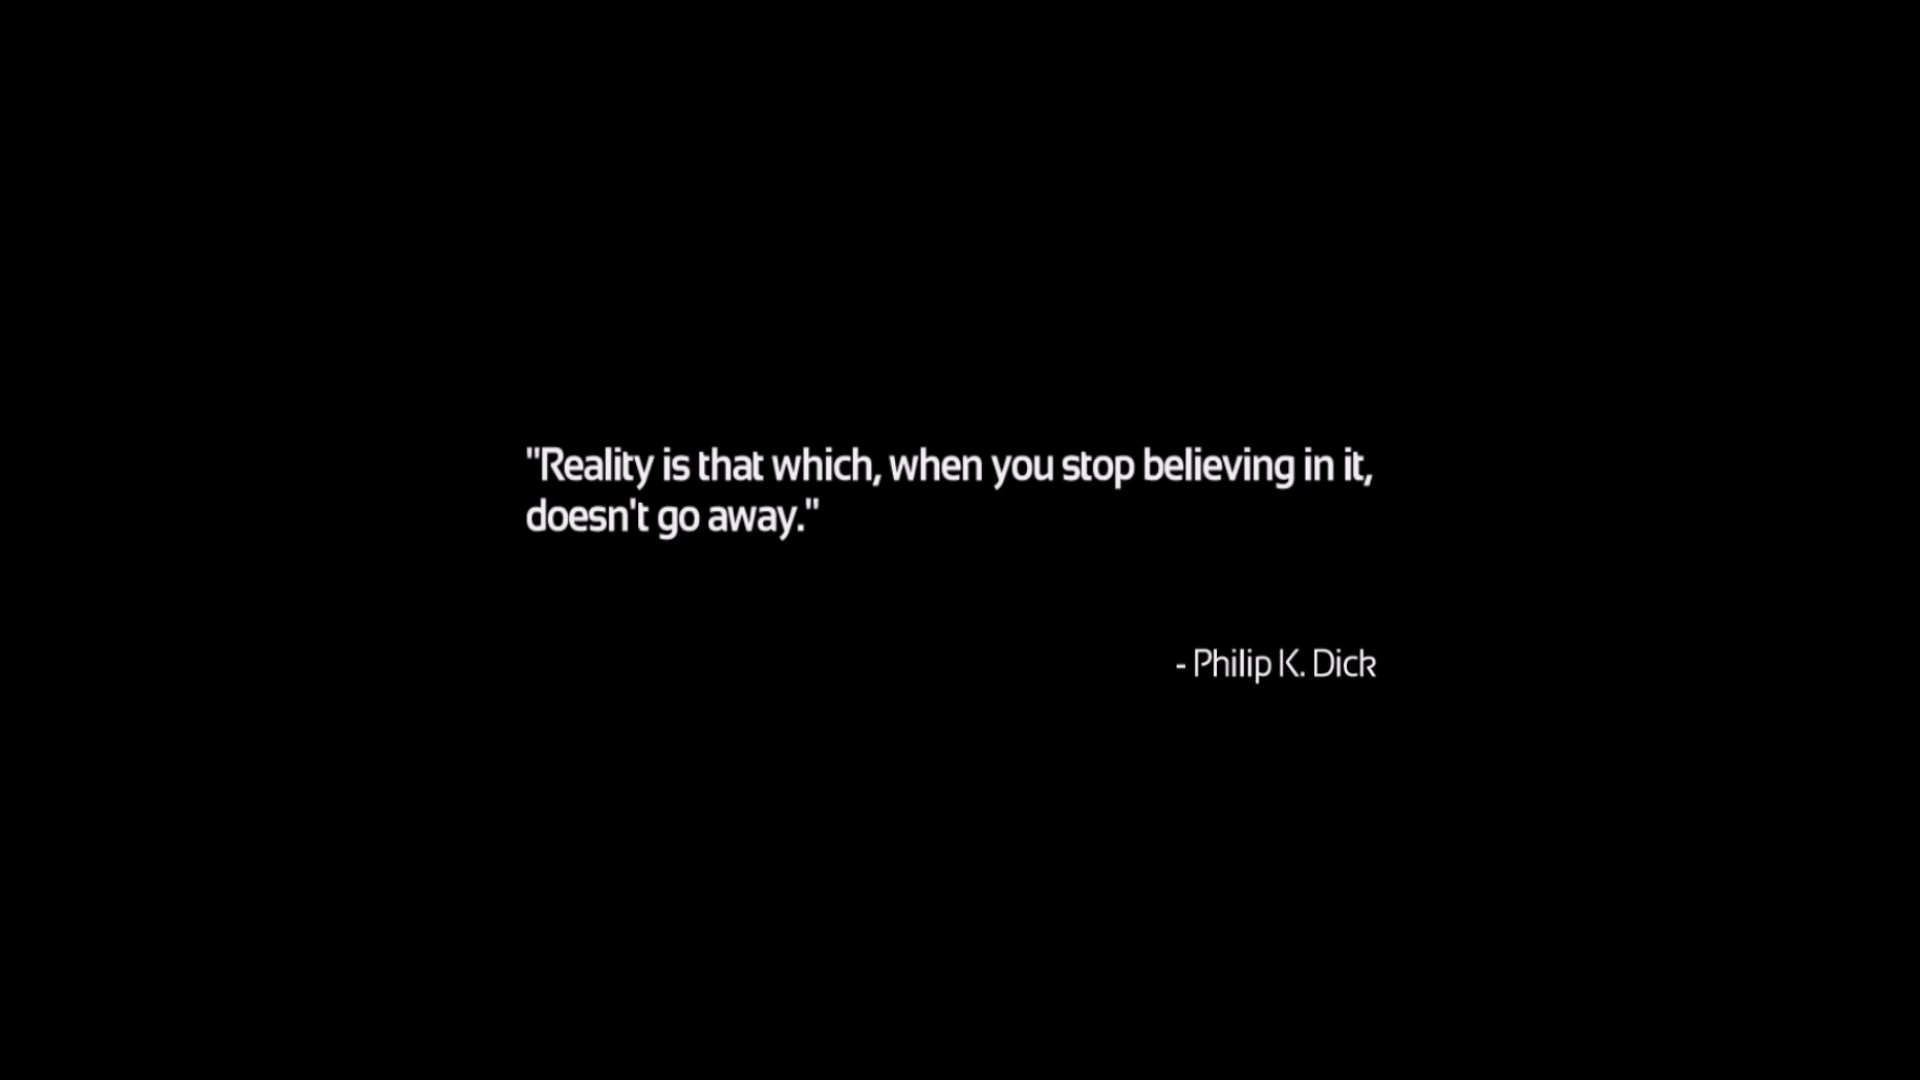 "Reality is that which, when you stop believing in it,
doesn't go away."
- Philip K. Dick